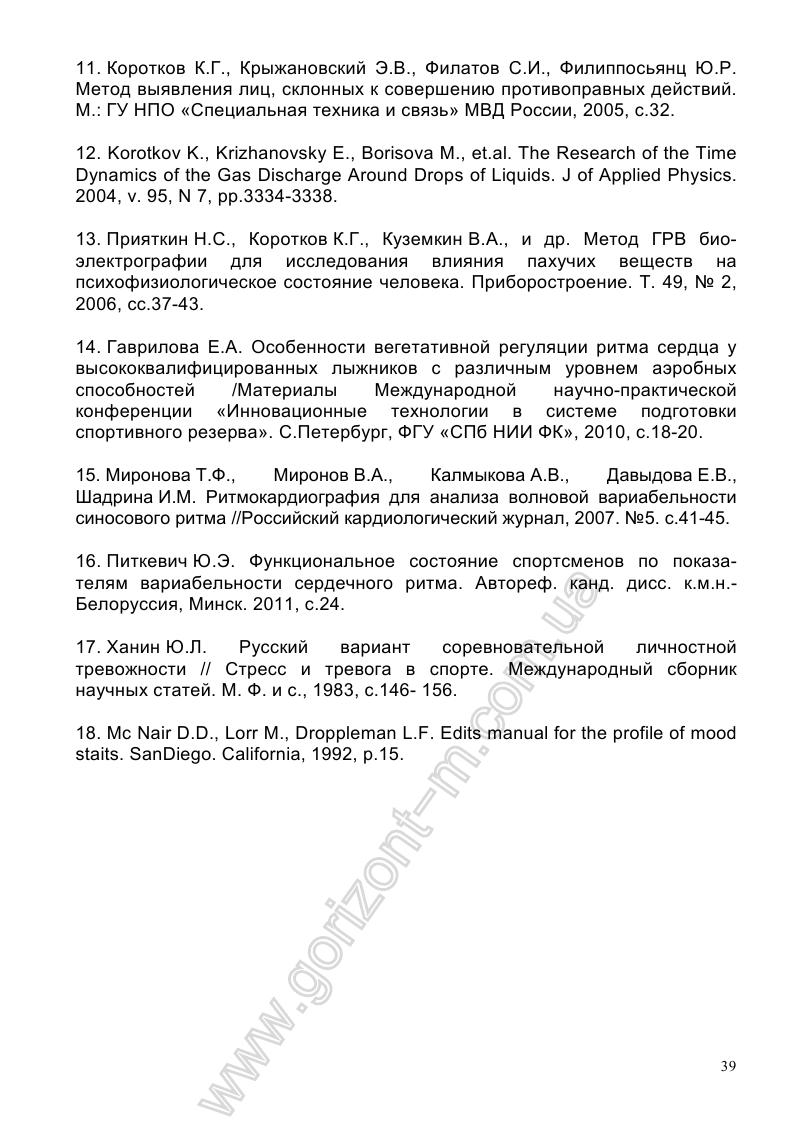 11. Коротков К.Г., Крыжановский Э.В., Филатов С.И., Филиппосьянц Ю.Р.
Метод выявления лиц, склонных к совершению противоправных действий.
М.: ГУ НПО «Специальная техника и связь» МВД России, 2005, с.32.
12. Korotkov K., Krizhanovsky E., Borisova M., et.al. The Research of the Time
Dynamics of the Gas Discharge Around Drops of Liquids. J of Applied Physics.
2004, v. 95, N 7, pp.3334-3338.
13. Прияткин Н.С., Коротков К.Г., Куземкин В.А., и др. Метод ГРВ био-
электрографии для исследования влияния пахучих веществ на
психофизиологическое состояние человека. Приборостроение. Т. 49, № 2,
2006, сс.37-43.
14. Гаврилова Е.А. Особенности вегетативной регуляции ритма сердца у
высококвалифицированных лыжников с различным уровнем аэробных
способностей /Материалы Международной научно-практической
конференции «Инновационные технологии в системе подготовки
спортивного резерва». С.Петербург, ФГУ «СПб НИИ ФК», 2010, с.18-20.
15. Миронова Т.Ф., Миронов В.А., Калмыкова А.В., Давыдова Е.В.,
Шадрина И.М. Ритмокардиография для анализа волновой вариабельности
синосового ритма //Российский кардиологический журнал, 2007. №5. с.41-45.
16. Питкевич Ю.Э. Функциональное состояние спортсменов по показа-
телям вариабельности сердечного ритма. Автореф. канд. дисс. к.м.н.-
Белоруссия, Минск. 2011, с.24.
17. Ханин Ю.Л. Русский вариант соревновательной личностной
тревожности // Стресс и тревога в спорте. Международный сборник
научных статей. М. Ф. и с., 1983, с.146- 156.
18. Mc Nair D.D., Lorr M., Droppleman L.F. Edits manual for the profile of mood
staits. SanDiego. California, 1992, p.15.
www.gorizont-m.com.ua
39